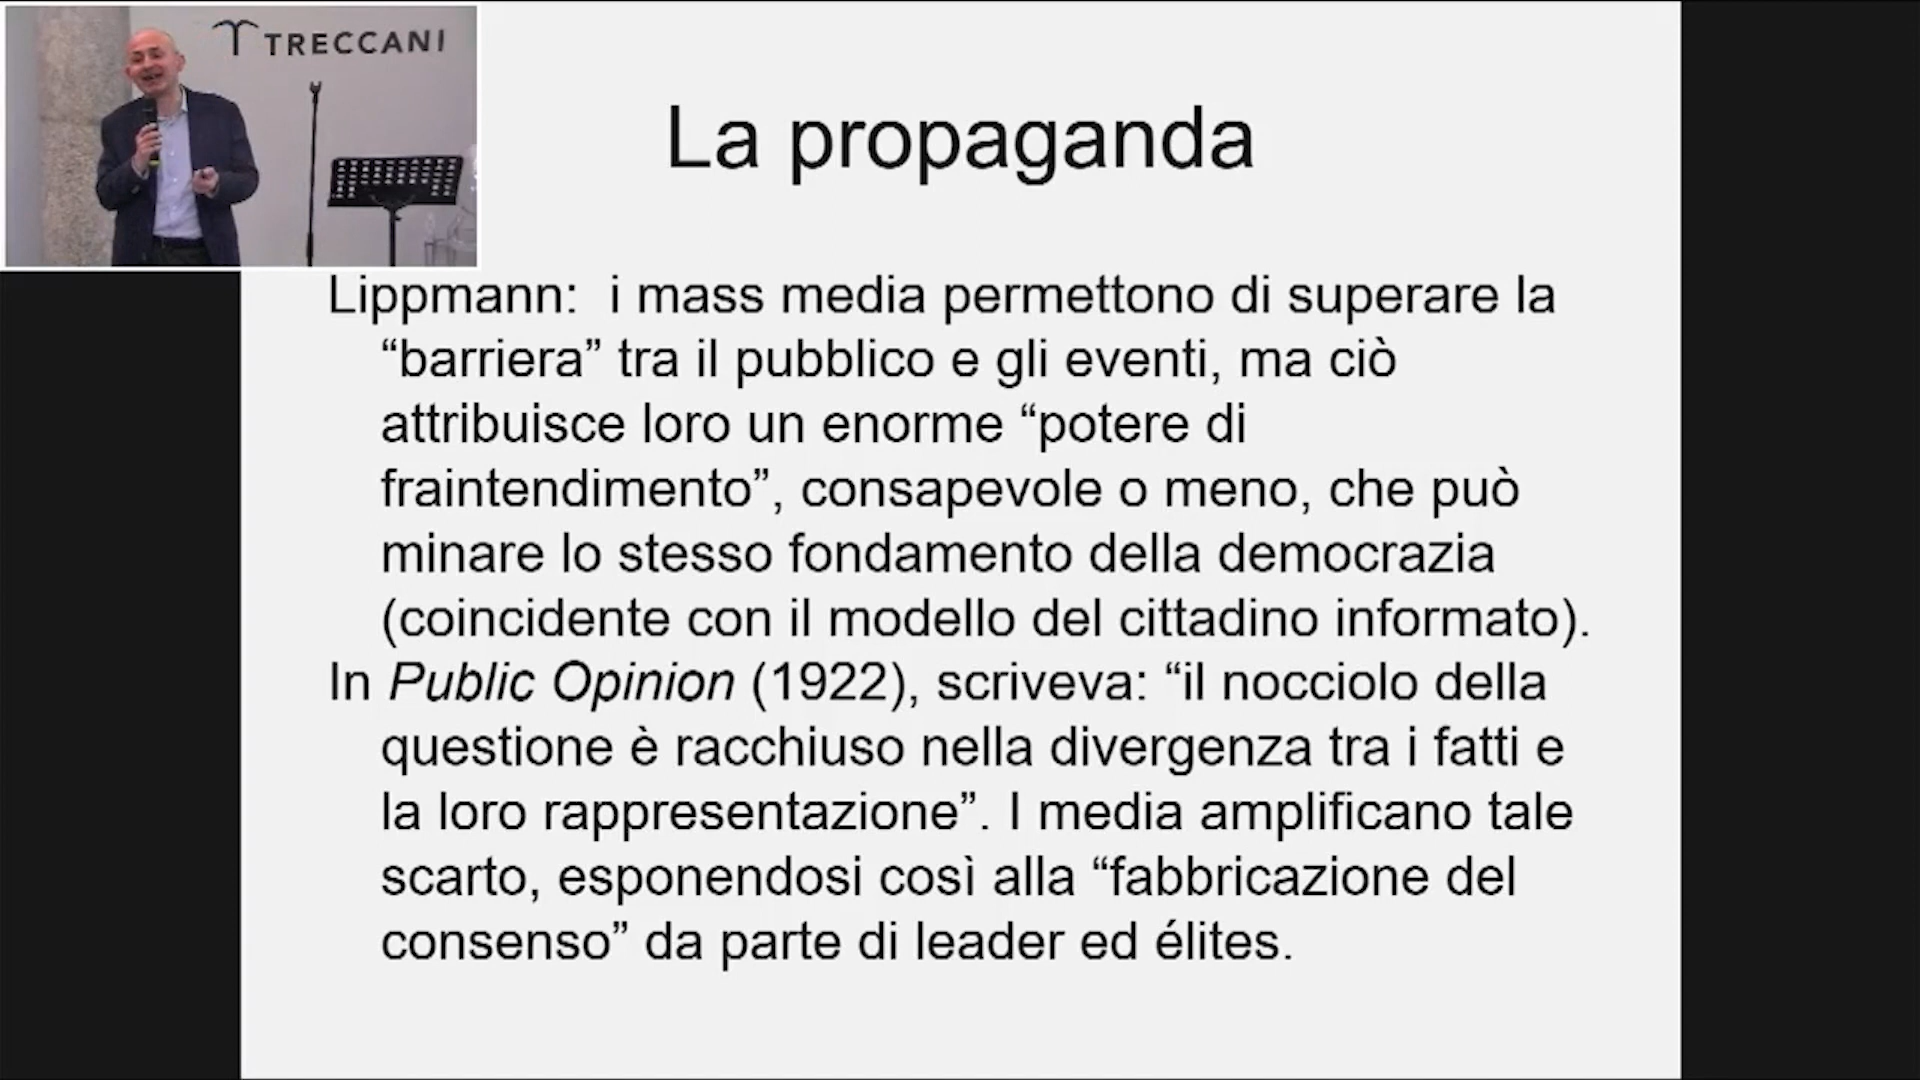 TRECCANI
La propaganda
Lippmann: i mass media permettono di superare la
“barriera” tra il pubblico e gli eventi, ma ciò
attribuisce loro un enorme “potere di
fraintendimento”, consapevole o meno, che può
minare lo stesso fondamento della democrazia
(coincidente con il modello del cittadino informato).
In Public Opinion (1922), scriveva: “il nocciolo della
questione è racchiuso nella divergenza tra i fatti e
la loro rappresentazione”. I media amplificano tale
scarto, esponendosi così alla “fabbricazione del
consenso” da parte di leader ed élites.